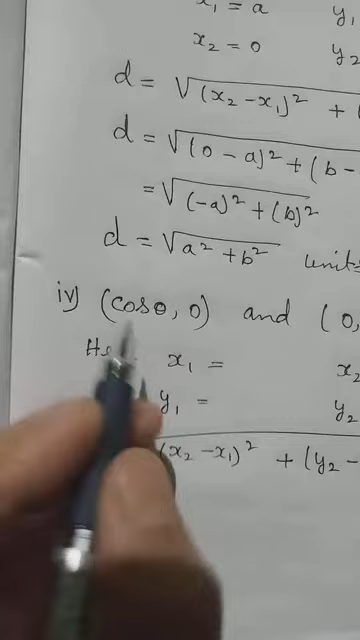 x₁ = a y₁
x₂ = 0 y₂
d = √(x₂ - x₁)² +
d = √(0 - a)² + (b -
= √(-a)² + (b)²
d = √a² + b² units
iv) (cosθ, 0) and (0,
x₁ = x₂
y₁ = y₂
(x₂ - x₁)² + (y₂ -